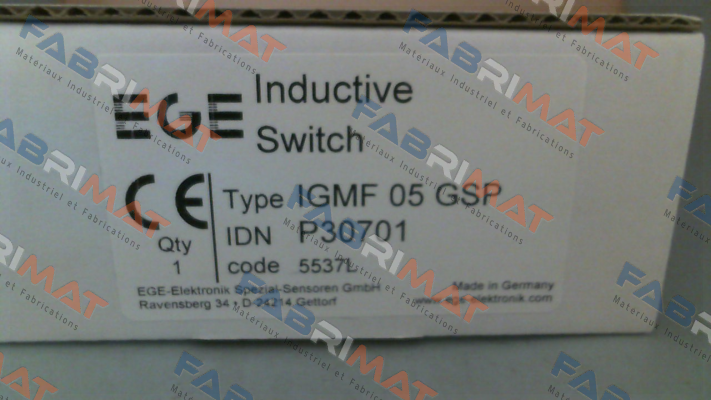 EGE
Inductive
Switch
CE
Type IGMF 05 GSP
Qty
1
IDN P30701
code 5537
EGE-Elektronik Spezial-Sensoren GmbH
Ravensberg 34 • D-24214 Gettorf
Made in Germany
www.ege-elektronik.com
FABRIMAT
Materiaux Industriel et Fabrications